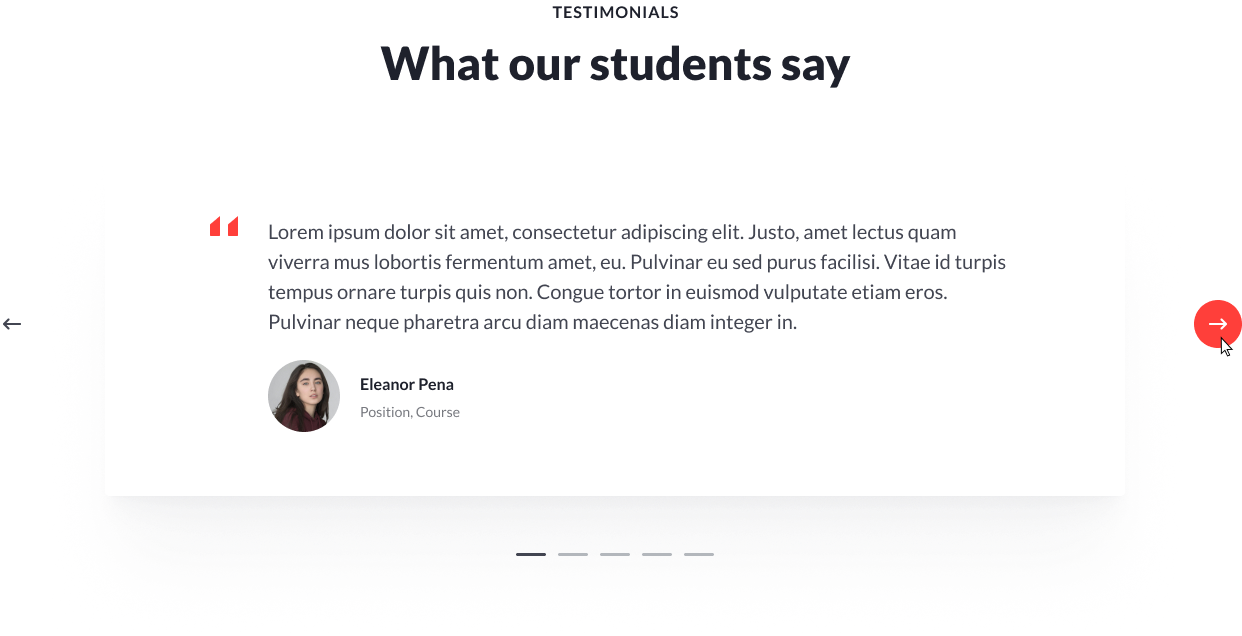 TESTIMONIALS
What our students say
Lorem ipsum dolor sit amet, consectetur adipiscing elit. Justo, amet lectus quam
viverra mus lobortis fermentum amet, eu. Pulvinar eu sed purus facilisi. Vitae id turpis
tempus ornare turpis quis non. Congue tortor in euismod vulputate etiam eros.
Pulvinar neque pharetra arcu diam maecenas diam integer in.
Eleanor Pena
Position, Course